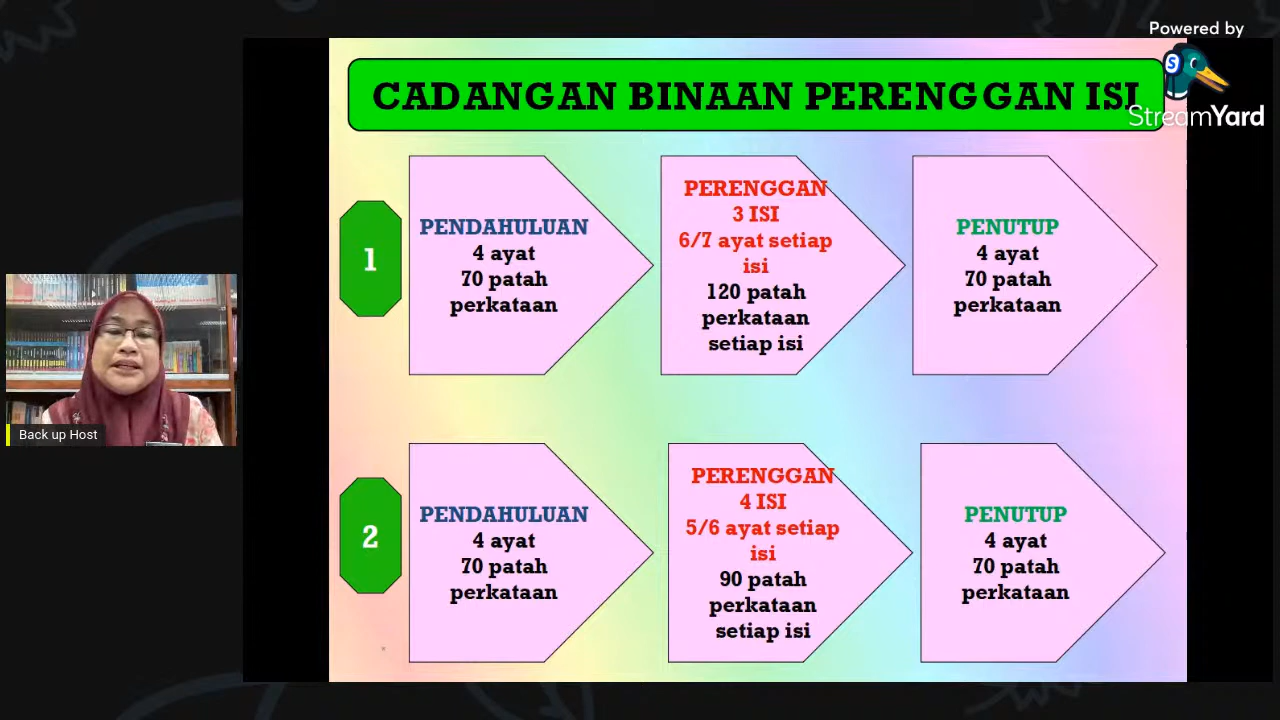 Powered by
StreamYard
CADANGAN BINAAN PERENGGAN ISI
1
PENDAHULUAN
4 ayat
70 patah
perkataan
PERENGGAN
3 ISI
6/7 ayat setiap
isi
120 patah
perkataan
setiap isi
PENUTUP
4 ayat
70 patah
perkataan
Back up Host
2
PENDAHULUAN
4 ayat
70 patah
perkataan
PERENGGAN
4 ISI
5/6 ayat setiap
isi
90 patah
perkataan
setiap isi
PENUTUP
4 ayat
70 patah
perkataan